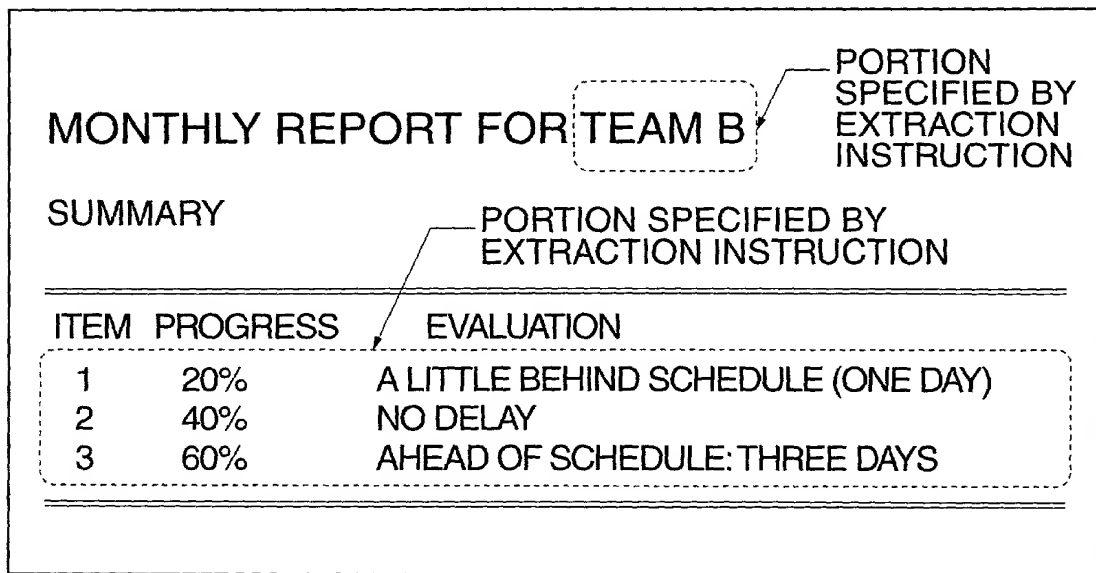 PORTION
SPECIFIED BY
EXTRACTION
INSTRUCTION
MONTHLY REPORT FOR TEAM B
SUMMARY
PORTION SPECIFIED BY
EXTRACTION INSTRUCTION
ITEM PROGRESS EVALUATION
1 20% A LITTLE BEHIND SCHEDULE (ONE DAY)
2 40% NO DELAY
3 60% AHEAD OF SCHEDULE: THREE DAYS